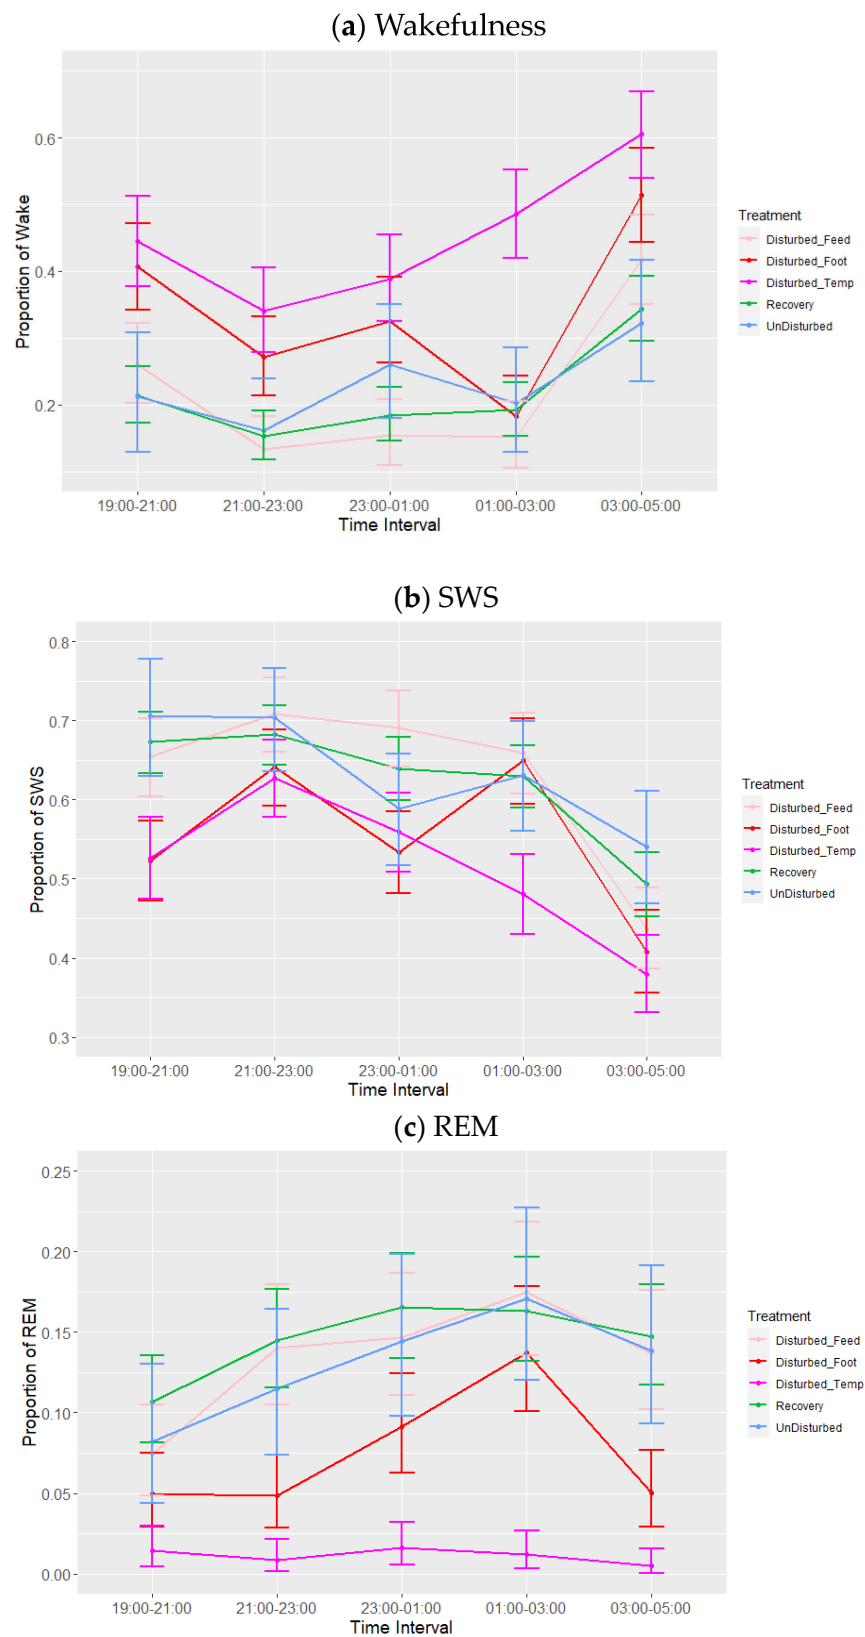 (a) Wakefulness
Proportion of Wake
0.6
0.4
0.2
19:00-21:00 21:00-23:00 23:00-01:00 01:00-03:00 03:00-05:00
Time Interval
Treatment
Disturbed_Feed
Disturbed_Foot
Disturbed_Temp
Recovery
UnDisturbed
(b) SWS
Proportion of SWS
0.8
0.7
0.6
0.5
0.4
0.3
19:00-21:00 21:00-23:00 23:00-01:00 01:00-03:00 03:00-05:00
Time Interval
Treatment
Disturbed_Feed
Disturbed_Foot
Disturbed_Temp
Recovery
UnDisturbed
(c) REM
Proportion of REM
0.25
0.20
0.15
0.10
0.05
0.00
19:00-21:00 21:00-23:00 23:00-01:00 01:00-03:00 03:00-05:00
Time Interval
Treatment
Disturbed_Feed
Disturbed_Foot
Disturbed_Temp
Recovery
UnDisturbed